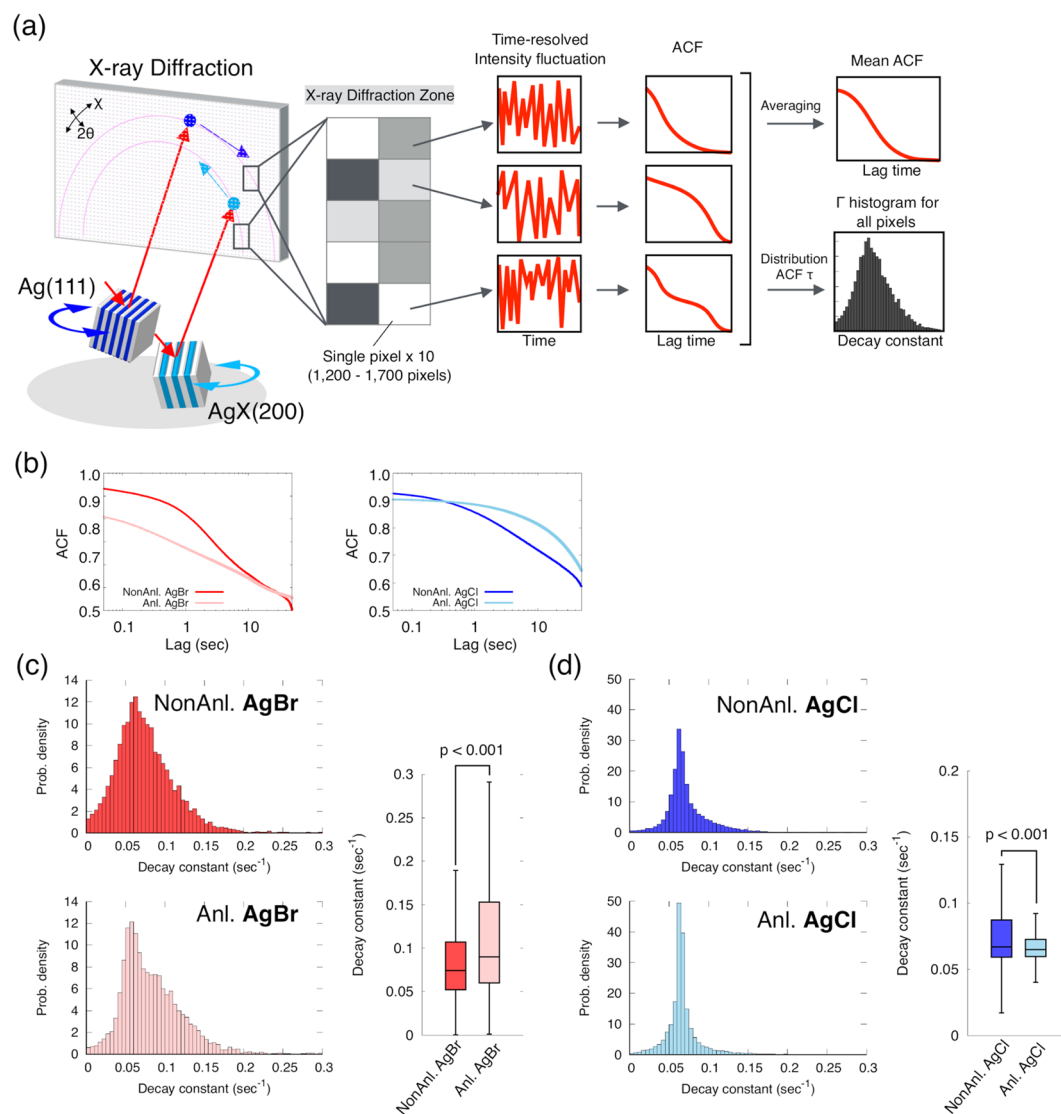 (a)
X-ray Diffraction
X
2θ
Ag(111)
AgX(200)
X-ray Diffraction Zone
Single pixel x 10
(1,200 - 1,700 pixels)
Time-resolved
Intensity fluctuation
Time
ACF
Lag time
Averaging
Mean ACF
Lag time
Distribution
ACF τ
Γ histogram for
all pixels
Decay constant
(b)
ACF
1.0
0.9
0.8
0.7
0.6
0.5
NonAnl. AgBr
Anl. AgBr
0.1
1
10
Lag (sec)
ACF
1.0
0.9
0.8
0.7
0.6
0.5
NonAnl. AgCl
Anl. AgCl
0.1
1
10
Lag (sec)
(c)
NonAnl. AgBr
Prob. density
14
12
10
8
6
4
2
0
0 0.05 0.1 0.15 0.2 0.25 0.3
Decay constant (sec⁻¹)
Anl. AgBr
Prob. density
14
12
10
8
6
4
2
0
0 0.05 0.1 0.15 0.2 0.25 0.3
Decay constant (sec⁻¹)
p < 0.001
Decay constant (sec⁻¹)
0.3
0.2
0.1
0
NonAnl. AgBr
Anl. AgBr
(d)
NonAnl. AgCl
Prob. density
50
40
30
20
10
0
0 0.05 0.1 0.15 0.2 0.25 0.3
Decay constant (sec⁻¹)
Anl. AgCl
Prob. density
50
40
30
20
10
0
0 0.05 0.1 0.15 0.2 0.25 0.3
Decay constant (sec⁻¹)
p < 0.001
Decay constant (sec⁻¹)
0.2
0.15
0.1
0.05
0
NonAnl. AgCl
Anl. AgCl